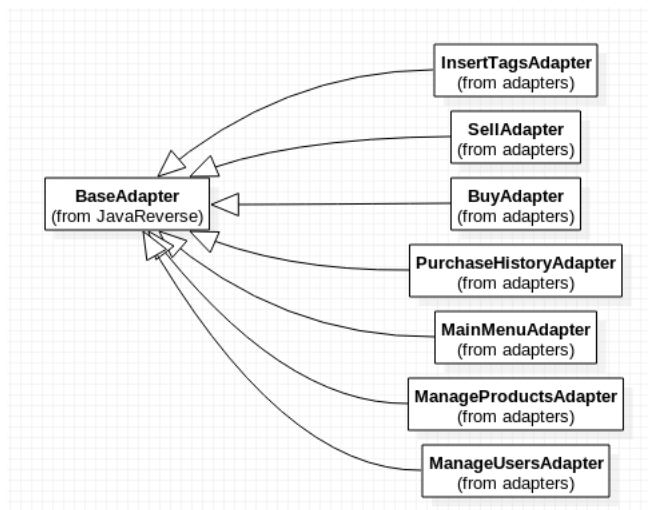 InsertTagsAdapter
(from adapters)
SellAdapter
(from adapters)
BaseAdapter
(from JavaReverse)
BuyAdapter
(from adapters)
PurchaseHistoryAdapter
(from adapters)
MainMenuAdapter
(from adapters)
ManageProductsAdapter
(from adapters)
ManageUsersAdapter
(from adapters)